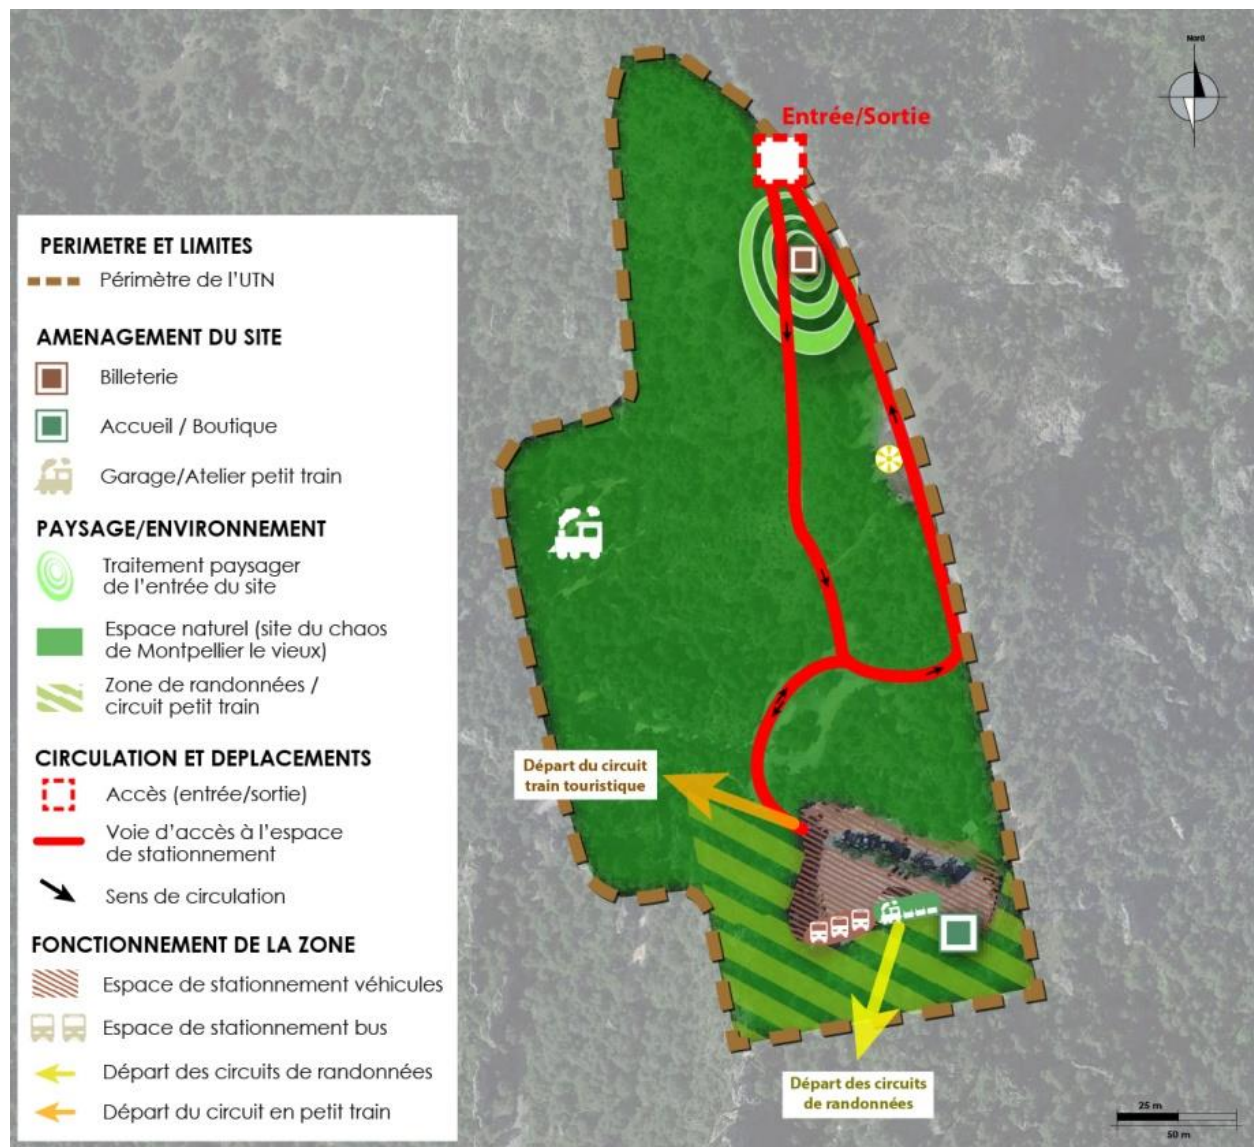 Nord
Entrée/Sortie
PERIMETRE ET LIMITES
Périmètre de l'UTN
AMENAGEMENT DU SITE
Billeterie
Accueil / Boutique
Garage/Atelier petit train
PAYSAGE/ENVIRONNEMENT
Traitement paysager
de l'entrée du site
Espace naturel (site du chaos
de Montpellier le vieux)
Zone de randonnées /
circuit petit train
CIRCULATION ET DEPLACEMENTS
Accès (entrée/sortie)
Voie d'accès à l'espace
de stationnement
Sens de circulation
FONCTIONNEMENT DE LA ZONE
Espace de stationnement véhicules
Espace de stationnement bus
Départ des circuits de randonnées
Départ du circuit en petit train
Départ du circuit
train touristique
Départ des circuits
de randonnées
25 m
50 m